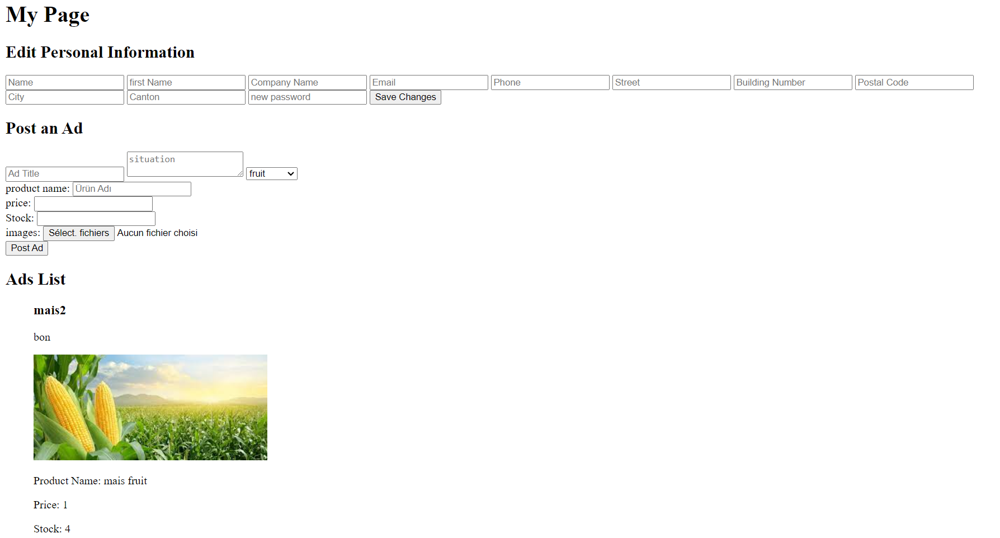 My Page
Edit Personal Information
Name first Name Company Name Email Phone Street Building Number Postal Code
City Canton new password Save Changes
Post an Ad
Ad Title situation fruit
product name: Ürün Adı
price:
Stock:
images: Sélect. fichiers Aucun fichier choisi
Post Ad
Ads List
mais2
bon
Product Name: mais fruit
Price: 1
Stock: 4